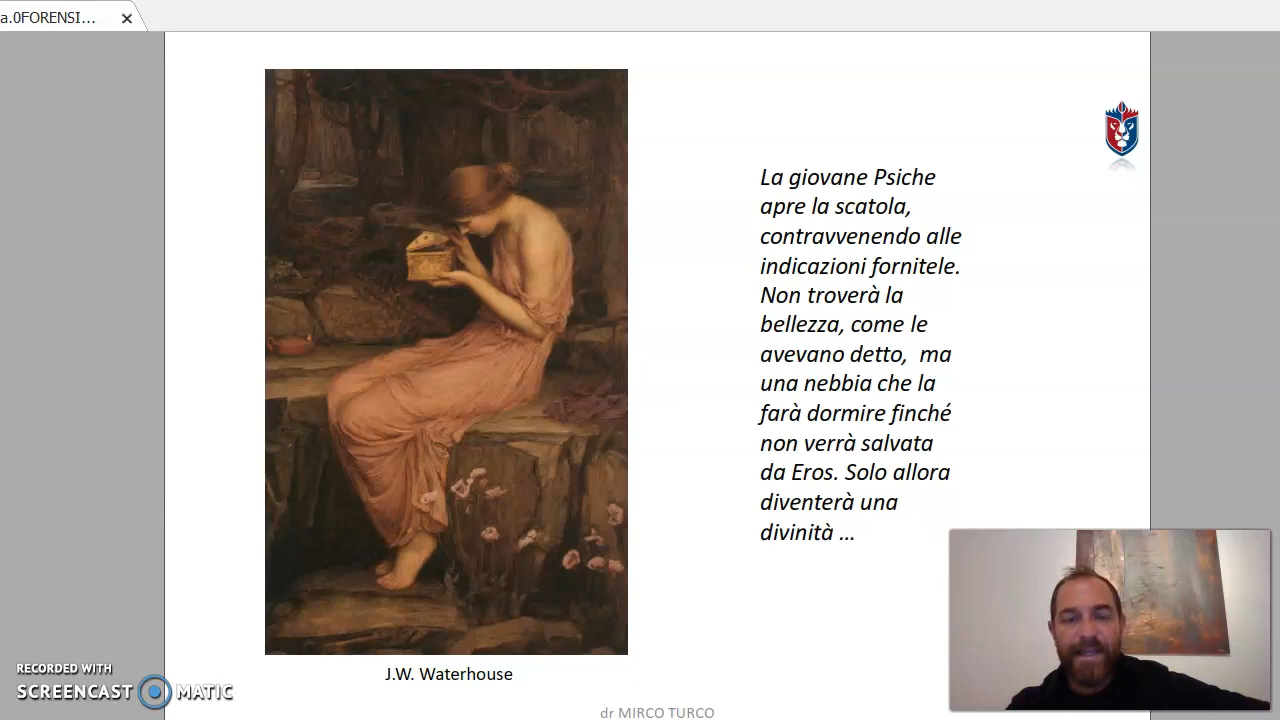 a.0FORENSI...
La giovane Psiche
apre la scatola,
contravvenendo alle
indicazioni fornitele.
Non troverà la
bellezza, come le
avevano detto,  ma
una nebbia che la
farà dormire finché
non verrà salvata
da Eros. Solo allora
diventerà una
divinità ...
J.W. Waterhouse
RECORDED WITH
SCREENCAST MATIC
dr MIRCO TURCO